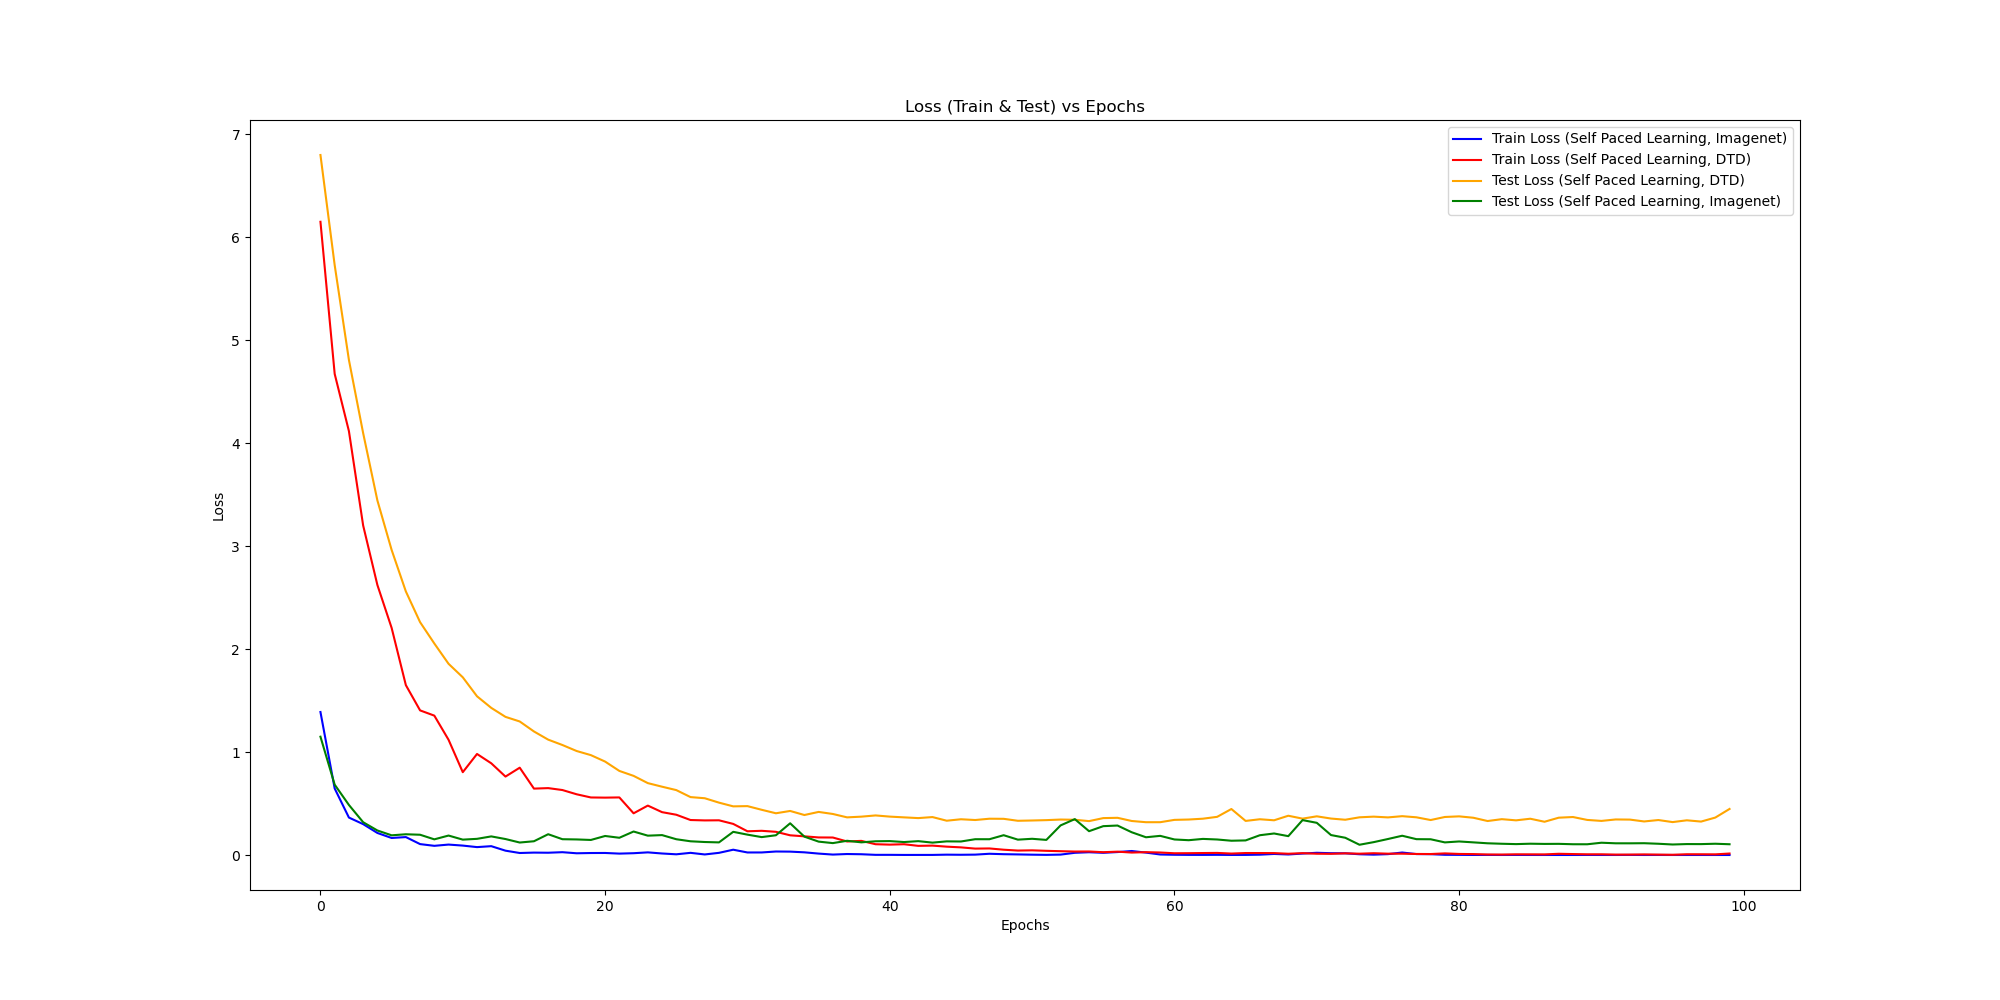 Loss (Train & Test) vs Epochs
Train Loss (Self Paced Learning, Imagenet)
Train Loss (Self Paced Learning, DTD)
Test Loss (Self Paced Learning, DTD)
Test Loss (Self Paced Learning, Imagenet)
7
6
5
4
3
2
1
0
Loss
0 20 40 60 80 100
Epochs